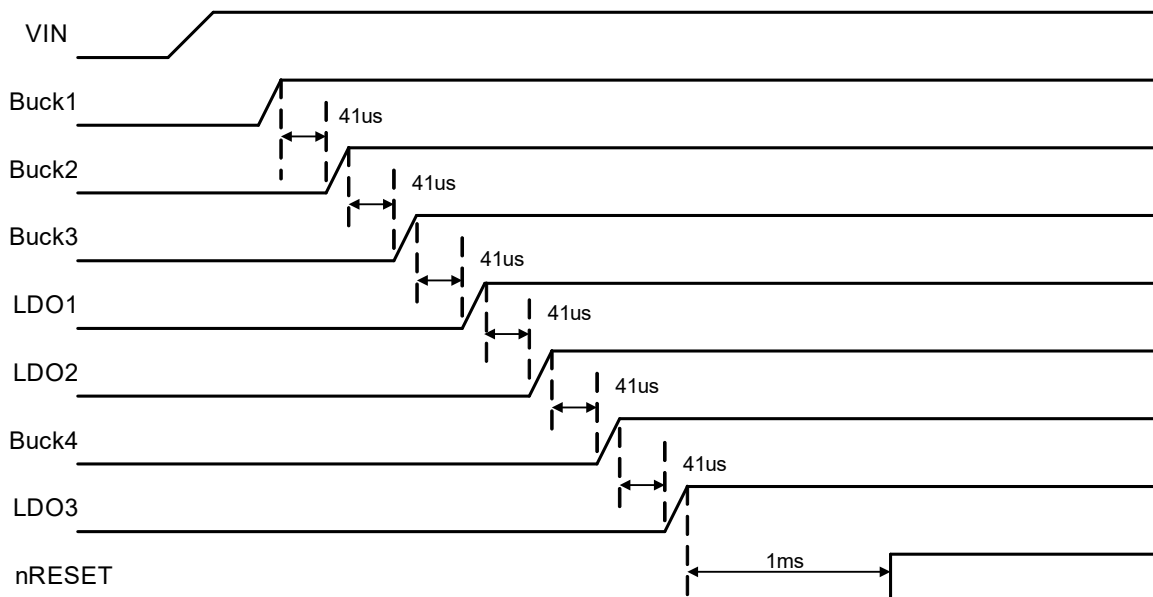 VIN
Buck1
41us
Buck2
41us
Buck3
41us
LDO1
41us
LDO2
41us
Buck4
41us
LDO3
1ms
nRESET